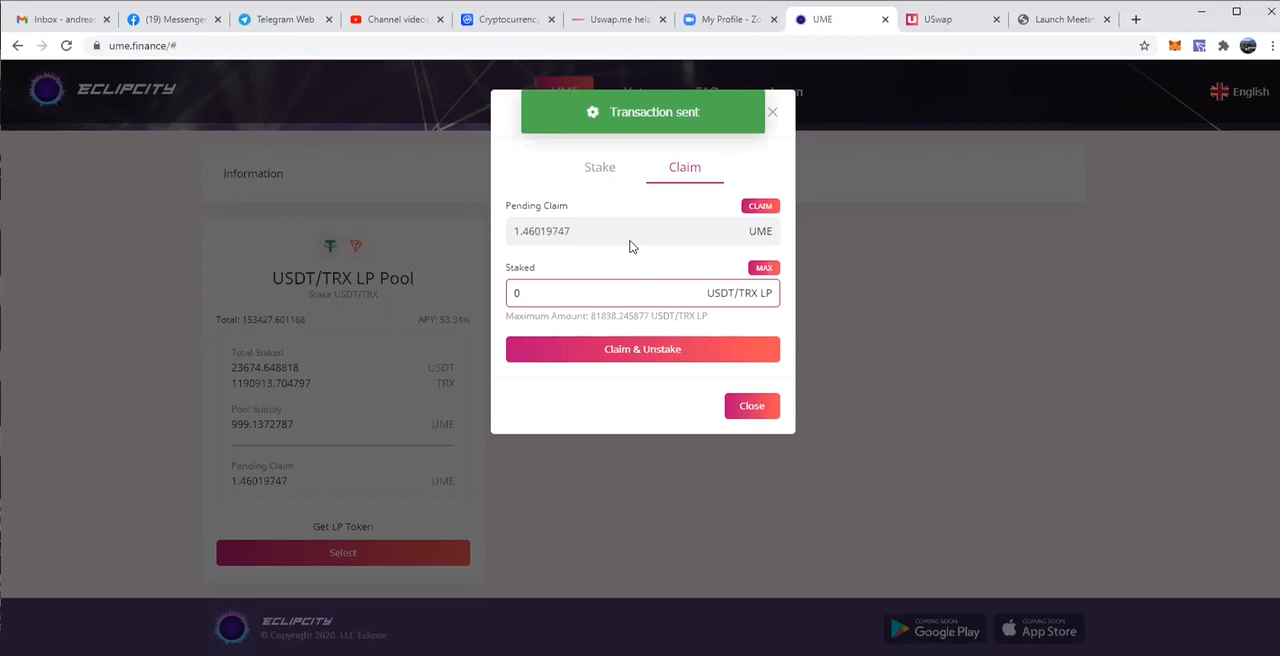 Inbox - andreas
(19) Messenger
Telegram Web
Channel videos
Cryptocurrency
Uswap.me help
My Profile - Zo
UME
USwap
Launch Meetin
ume.finance/#
ECLIPCITY
UME
English
Transaction sent
information
Stake
Claim
Pending Claim
CLAIM
1.46019747
UME
Staked
MAX
0
USDT/TRX LP
Maximum Amount: 81838.245877 USDT/TRX LP
Claim & Unstake
Close
USDT/TRX LP Pool
Stake USDT/TRX
Total: 153427.601168
APY: 53.34%
Total Staked
23674.648818
USDT
1190913.704797
TRX
Pool Supply
999.1372787
UME
Pending Claim
1.46019747
UME
Get LP Token
Select
ECLIPCITY
© Copyright 2020. LLC Eclipse
COMING SOON
Google Play
COMING SOON
App Store